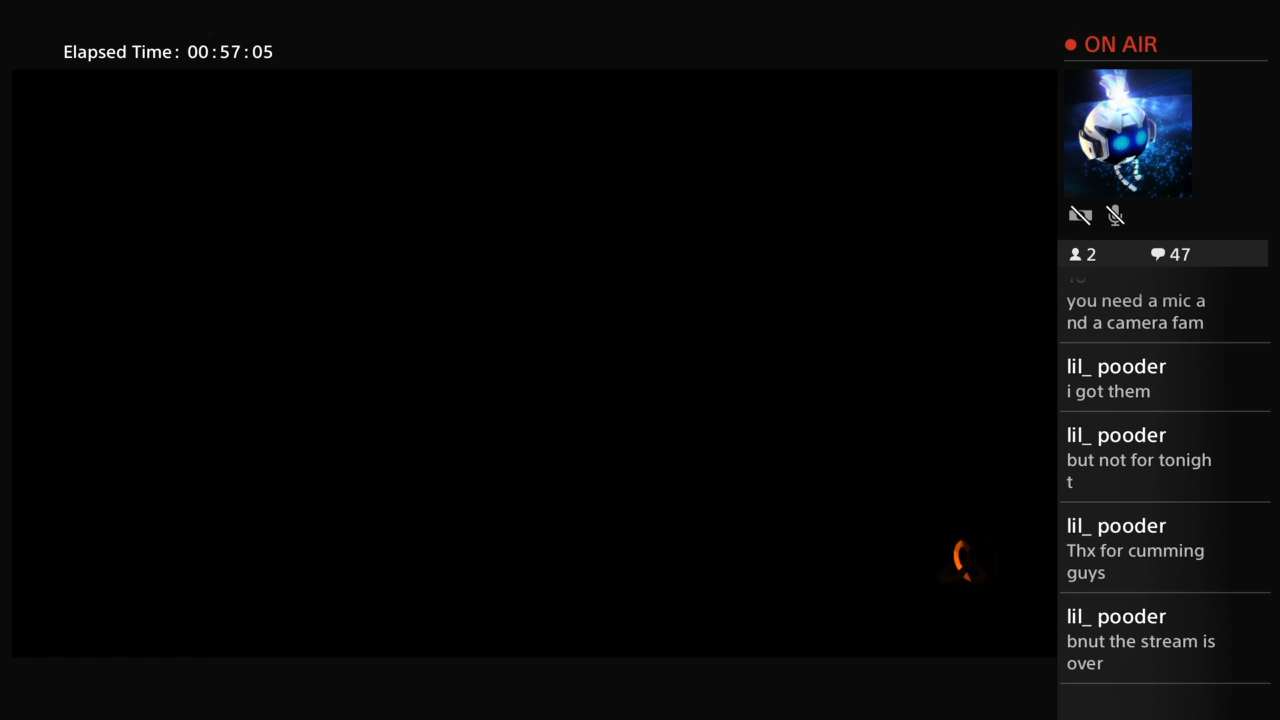 Elapsed Time: 00:57:05
ON AIR
2 47
you need a mic a
nd a camera fam
lil_ pooder
i got them
lil_ pooder
but not for tonigh
t
lil_ pooder
Thx for cumming
guys
lil_ pooder
bnut the stream is
over